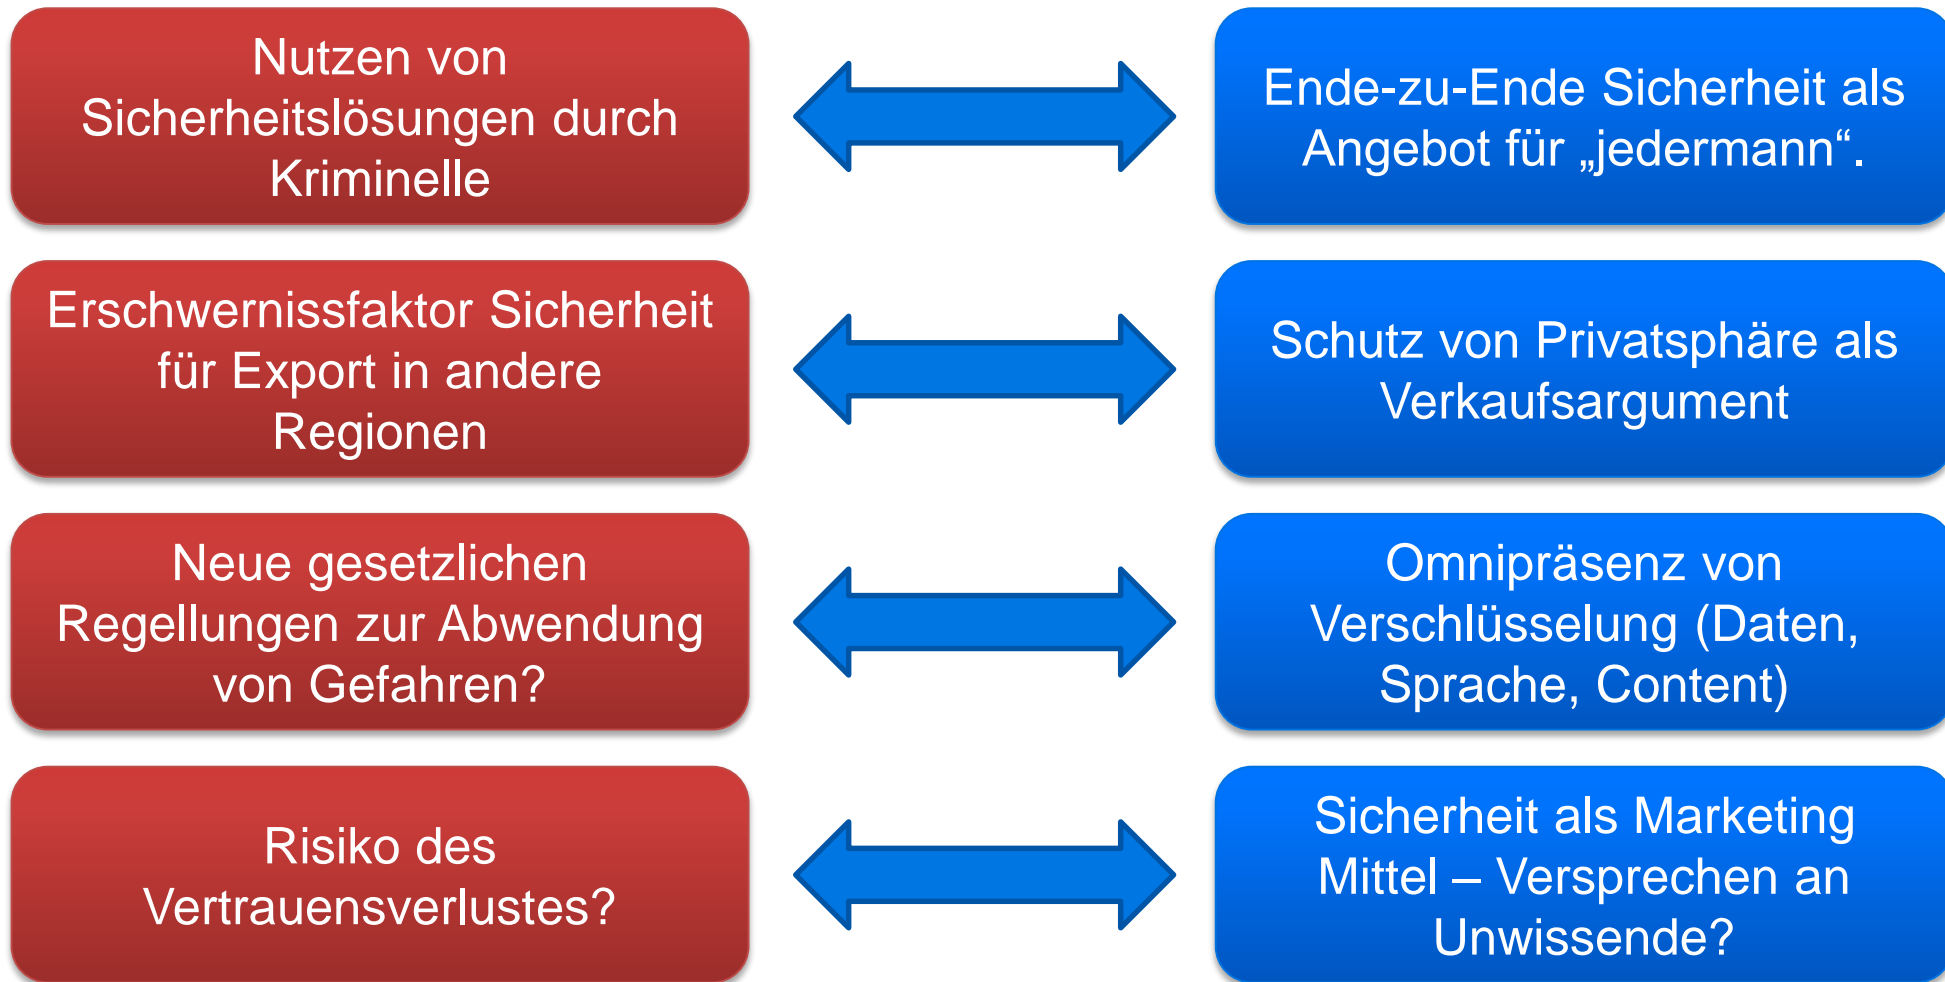 Nutzen von
Sicherheitslösungen durch
Kriminelle
Ende-zu-Ende Sicherheit als
Angebot für „jedermann“.
Erschwernissfaktor Sicherheit
für Export in andere
Regionen
Schutz von Privatsphäre als
Verkaufsargument
Neue gesetzlichen
Regellungen zur Abwendung
von Gefahren?
Omnipräsenz von
Verschlüsselung (Daten,
Sprache, Content)
Risiko des
Vertrauensverlustes?
Sicherheit als Marketing
Mittel – Versprechen an
Unwissende?